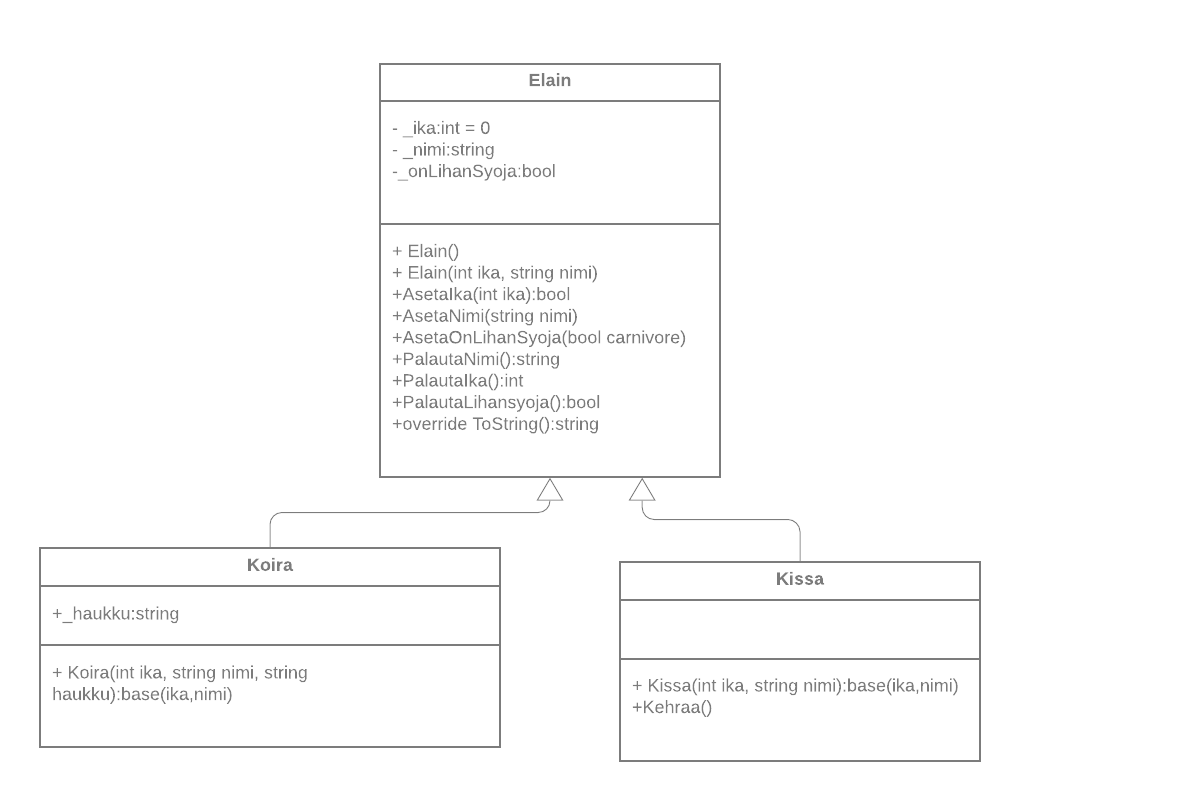 Elain
- _ika:int = 0
- _nimi:string
-_onLihanSyoja:bool
+ Elain()
+ Elain(int ika, string nimi)
+AsetaIka(int ika):bool
+AsetaNimi(string nimi)
+AsetaOnLihanSyoja(bool carnivore)
+PalautaNimi():string
+PalautaIka():int
+PalautaLihansyoja():bool
+override ToString():string
Koira
+_haukku:string
+ Koira(int ika, string nimi, string
haukku):base(ika,nimi)
Kissa
+ Kissa(int ika, string nimi):base(ika,nimi)
+Kehraa()